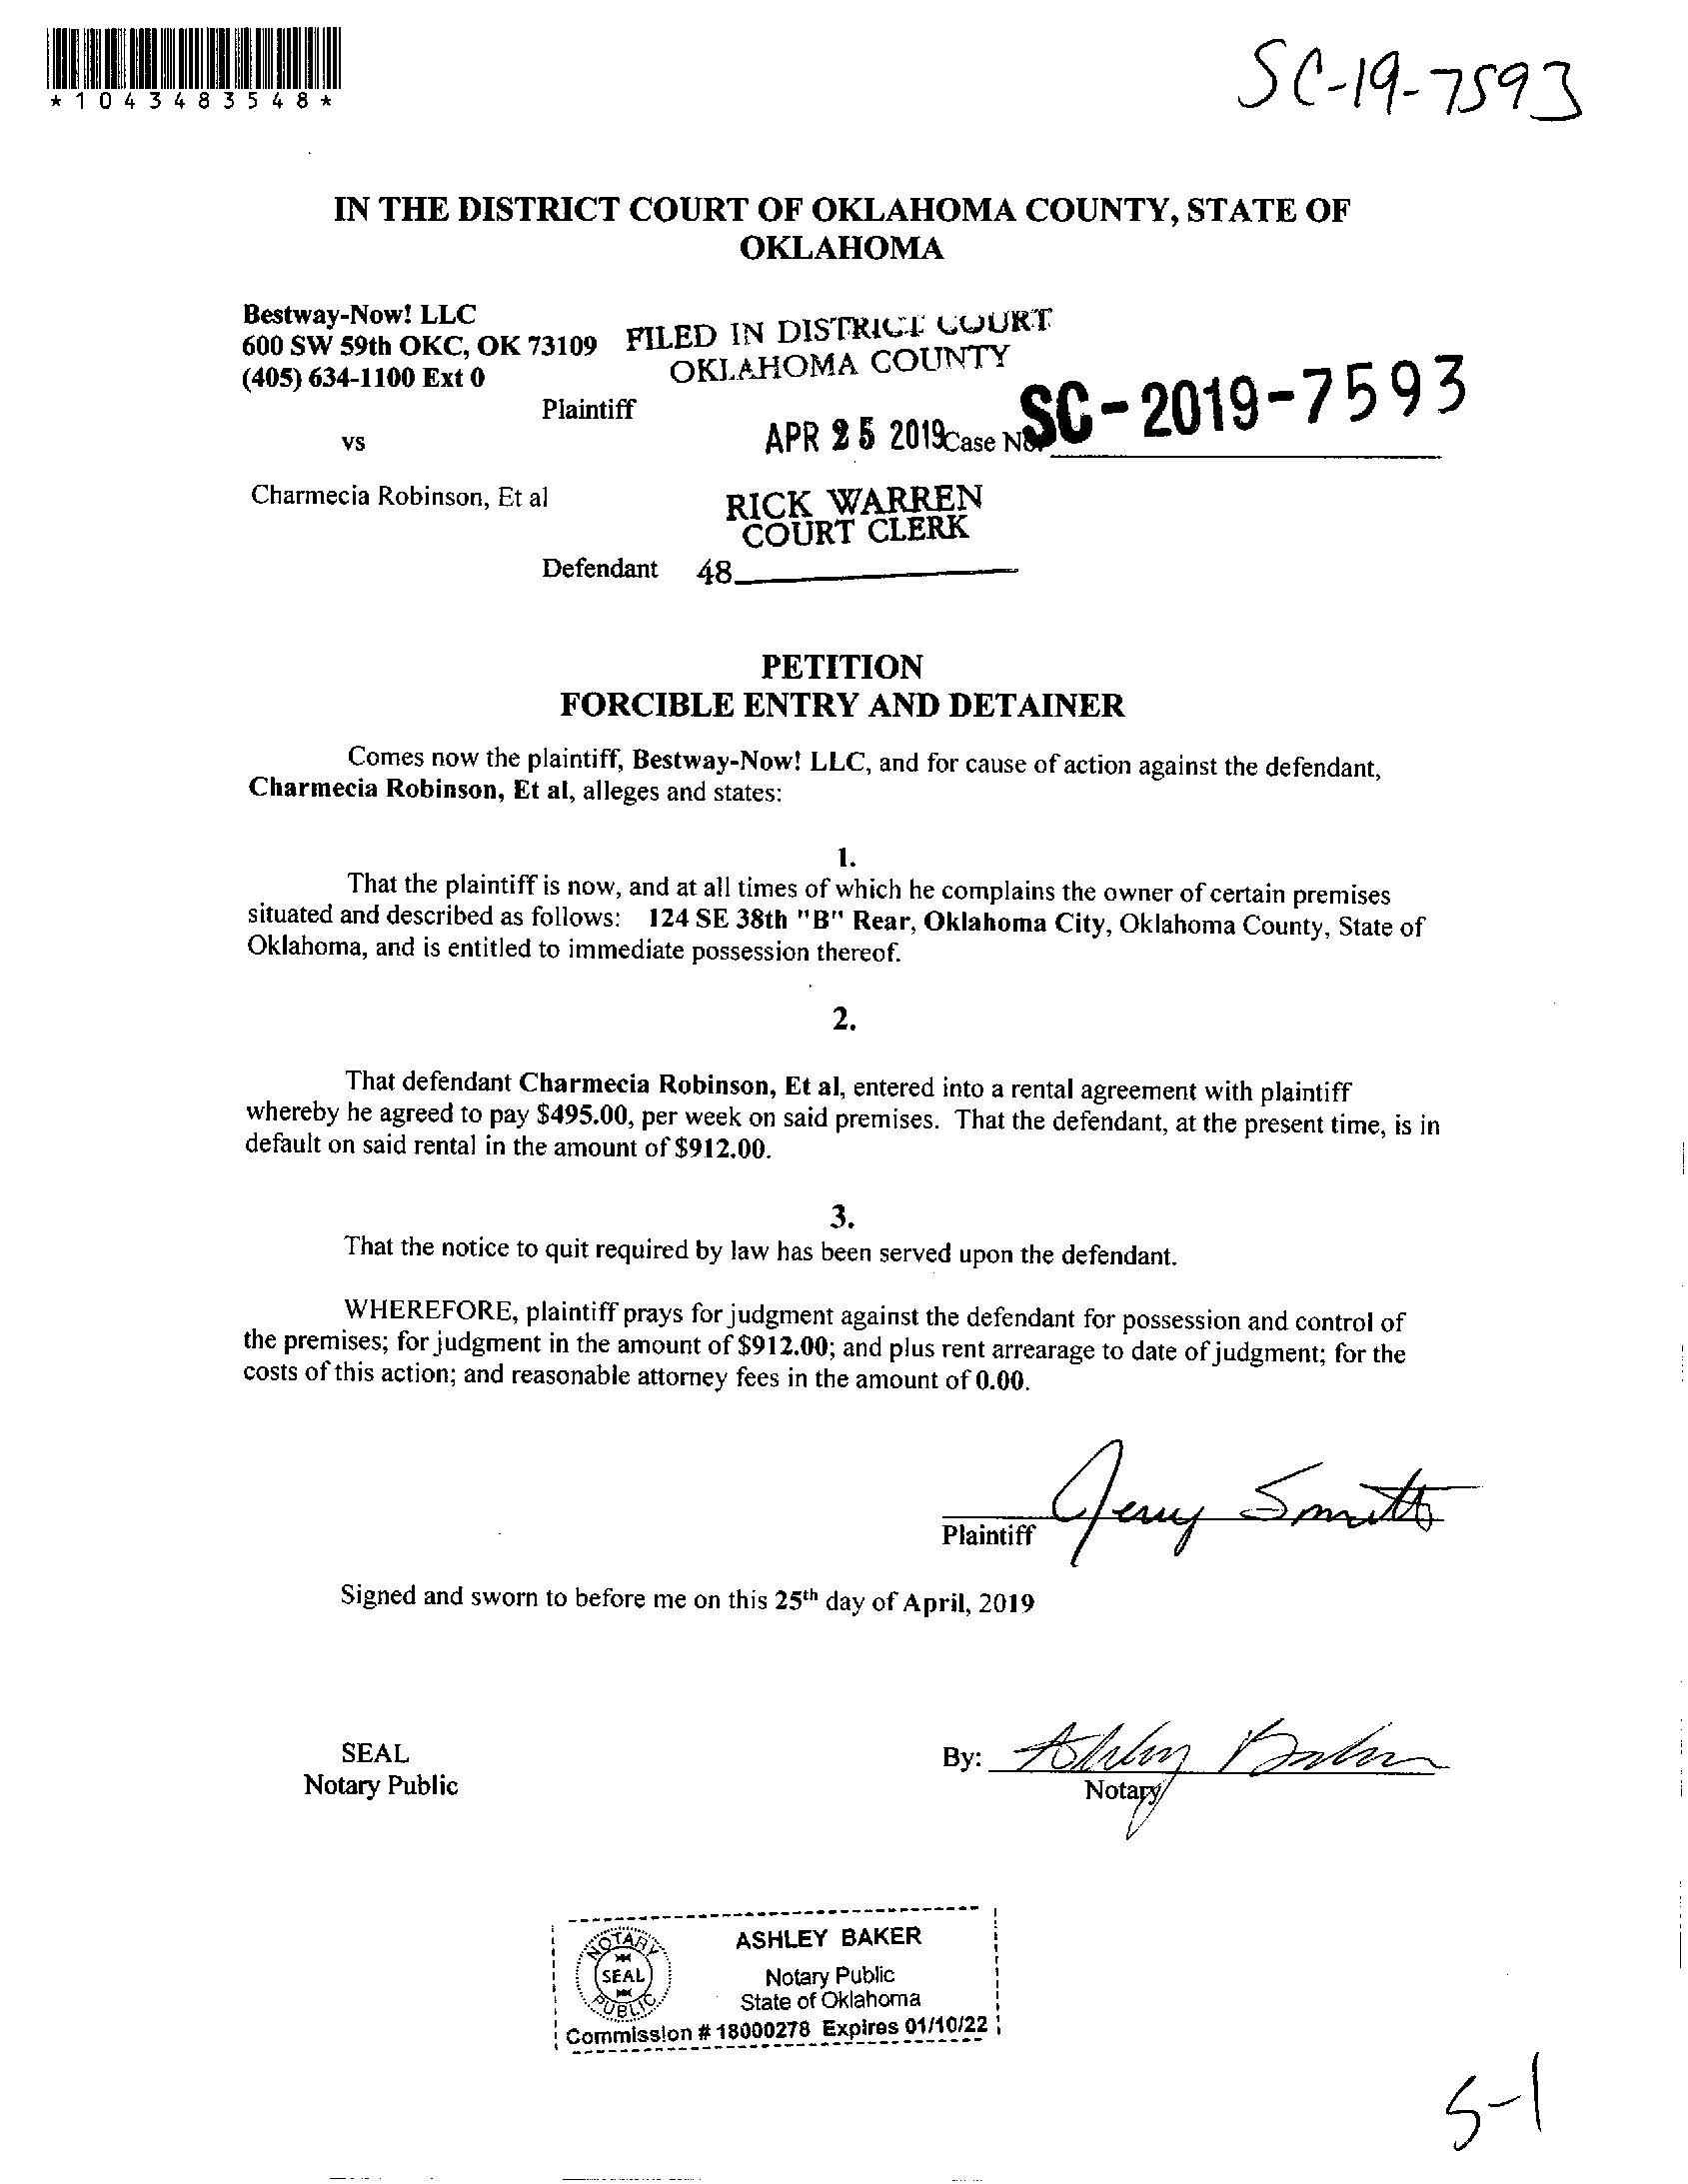 *1043483548*
SC-19-7593
IN THE DISTRICT COURT OF OKLAHOMA COUNTY, STATE OF
OKLAHOMA
Bestway-Now! LLC
600 SW 59th OKC, OK 73109
(405) 634-1100 Ext 0
Plaintiff
vs
Charmecia Robinson, Et al
Defendant
FILED IN DISTRICT COURT
OKLAHOMA COUNTY
APR 25 2019
Case No. SC-2019-7593
RICK WARREN
COURT CLERK
48
PETITION
FORCIBLE ENTRY AND DETAINER
Comes now the plaintiff, Bestway-Now! LLC, and for cause of action against the defendant,
Charmecia Robinson, Et al, alleges and states:
1.
That the plaintiff is now, and at all times of which he complains the owner of certain premises
situated and described as follows: 124 SE 38th "B" Rear, Oklahoma City, Oklahoma County, State of
Oklahoma, and is entitled to immediate possession thereof.
2.
That defendant Charmecia Robinson, Et al, entered into a rental agreement with plaintiff
whereby he agreed to pay $495.00, per week on said premises. That the defendant, at the present time, is in
default on said rental in the amount of $912.00.
3.
That the notice to quit required by law has been served upon the defendant.
WHEREFORE, plaintiff prays for judgment against the defendant for possession and control of
the premises; for judgment in the amount of $912.00; and plus rent arrearage to date of judgment; for the
costs of this action; and reasonable attorney fees in the amount of 0.00.
Jerry Smith
Plaintiff
Signed and sworn to before me on this 25th day of April, 2019
SEAL
Notary Public
By: Ashley Baker
Notary
NOTARY
SEAL
PUBLIC
ASHLEY BAKER
Notary Public
State of Oklahoma
Commission # 18000278 Expires 01/10/22
5-1